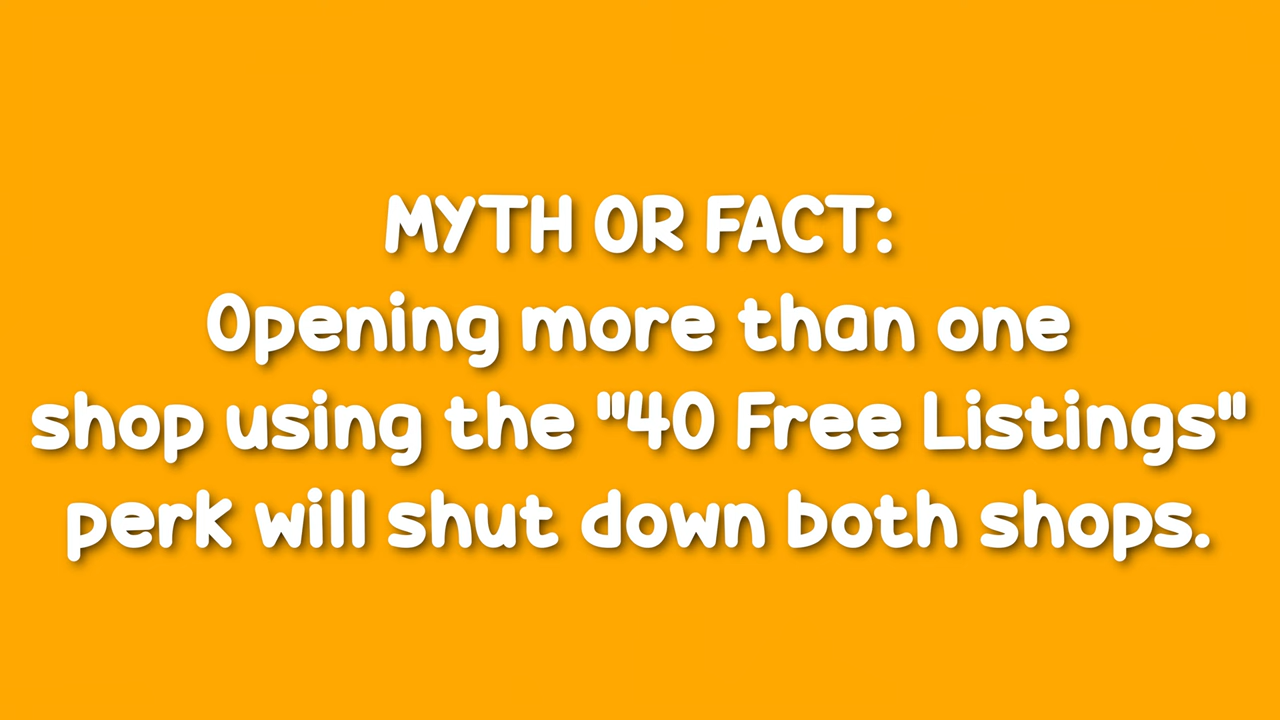 MYTH OR FACT:
Opening more than one
shop using the "40 Free Listings"
perk will shut down both shops.